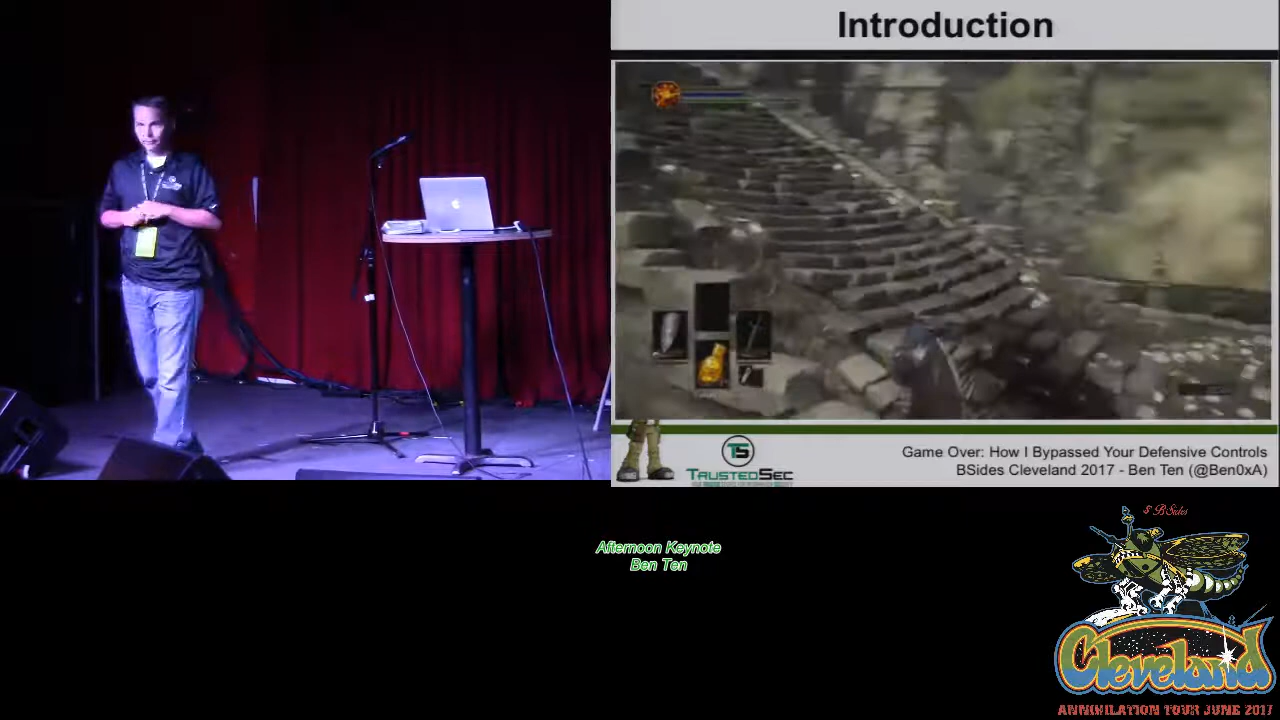 Introduction
TS
TRUSTEDSEC
Game Over: How I Bypassed Your Defensive Controls
BSides Cleveland 2017 - Ben Ten (@Ben0xA)
Afternoon Keynote
Ben Ten
BSides
Cleveland
ANNIHILATION TOUR JUNE 2017